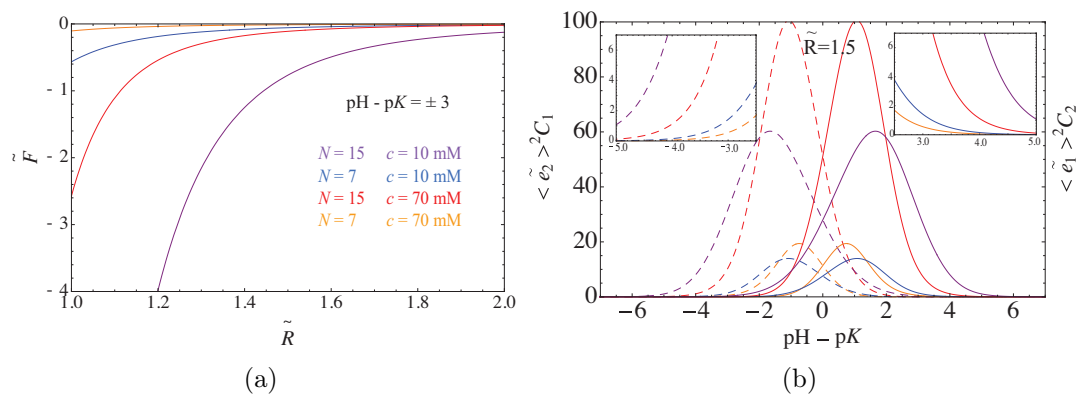 0
- 1
- 2
- 3
- 4
1.0 1.2 1.4 1.6 1.8 2.0
F̃
R̃
pH - pK = ± 3
N = 15 c = 10 mM
N = 7 c = 10 mM
N = 15 c = 70 mM
N = 7 c = 70 mM
(a)
100
80
60
40
20
0
−6 −4 −2 0 2 4 6
< ẽ₂ >²C₁
< ẽ₁ >²C₂
pH − pK
R̃=1.5
6
4
2
0
-5.0 -4.0 -3.0
6
4
2
0
3.0 4.0 5.0
(b)